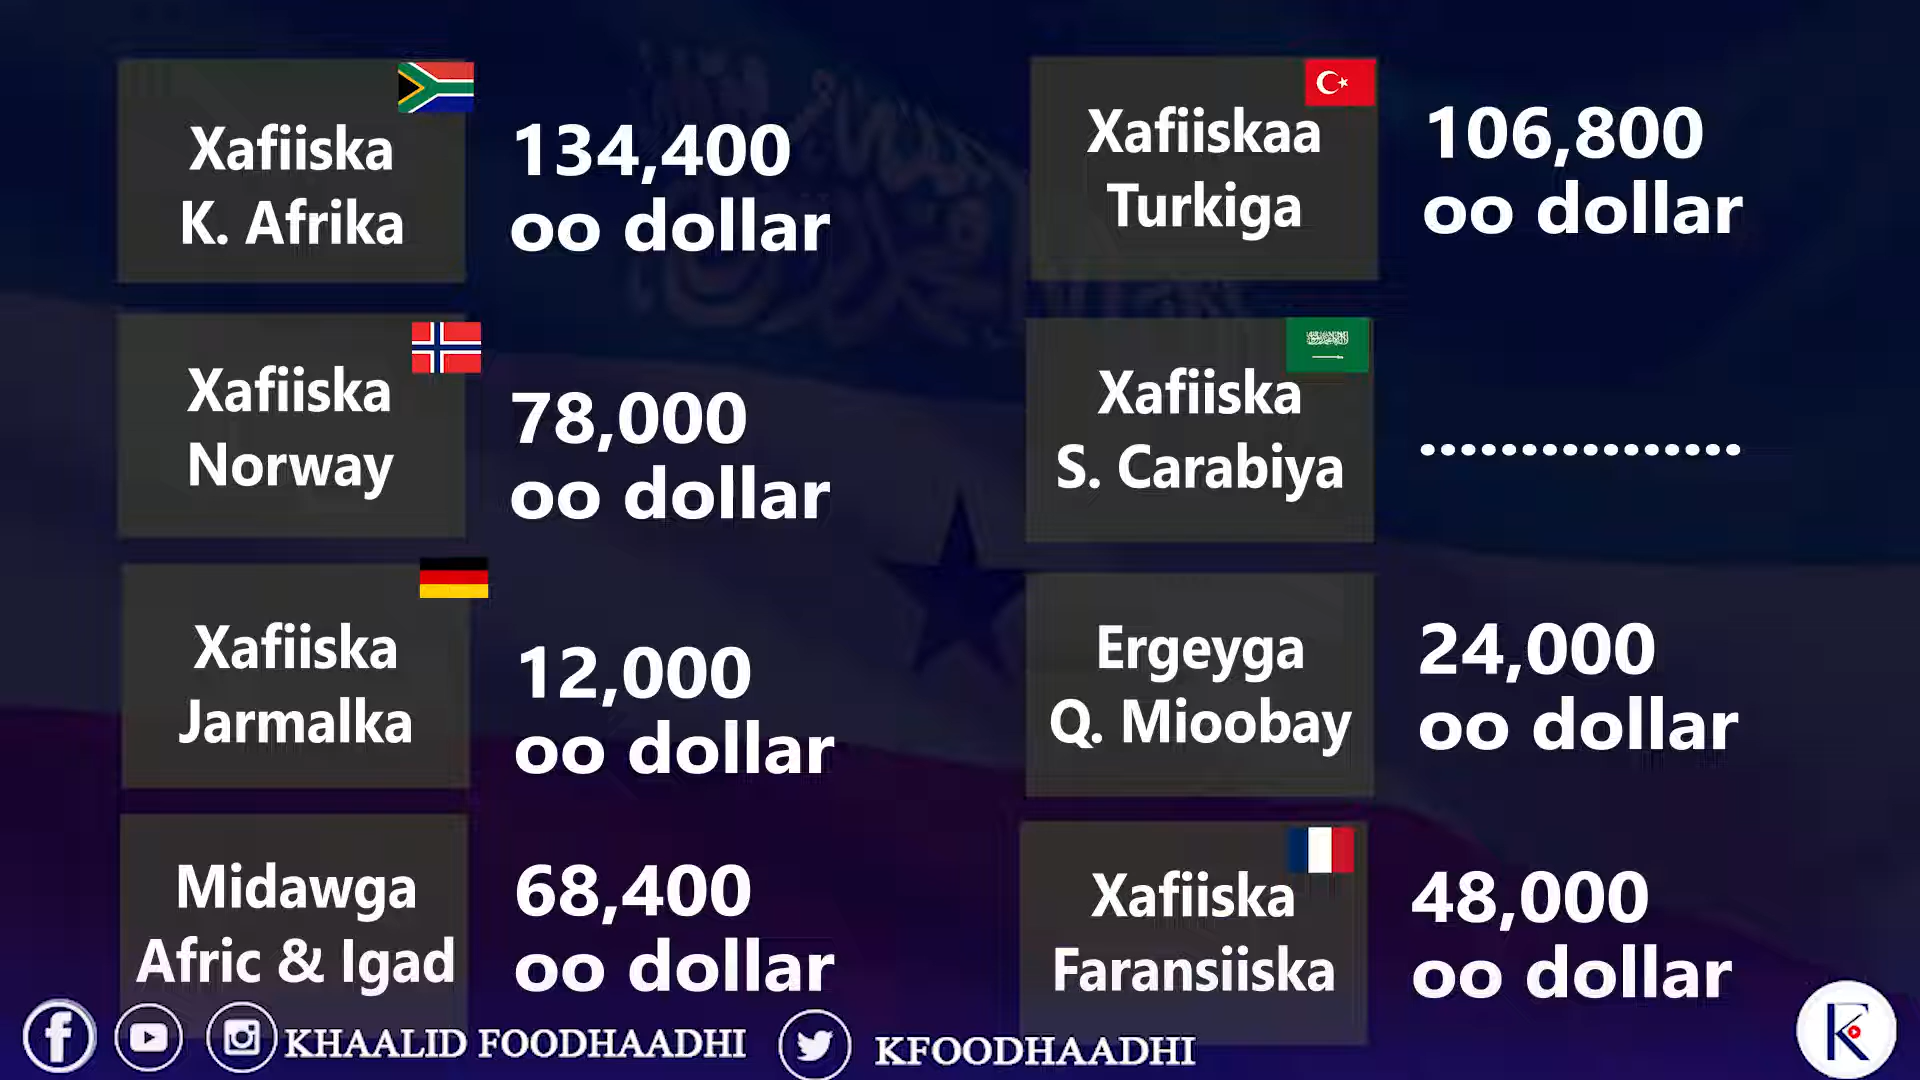 Xafiiska
K. Afrika
134,400
oo dollar
Xafiiskaa
Turkiga
106,800
oo dollar
Xafiiska
Norway
78,000
oo dollar
Xafiiska
S. Carabiya
................
Xafiiska
Jarmalka
12,000
oo dollar
Ergeyga
Q. Mioobay
24,000
oo dollar
Midawga
Afric & Igad
68,400
oo dollar
Xafiiska
Faransiiska
48,000
oo dollar
KHAALID FOODHAADHI
KFOODHAADHI